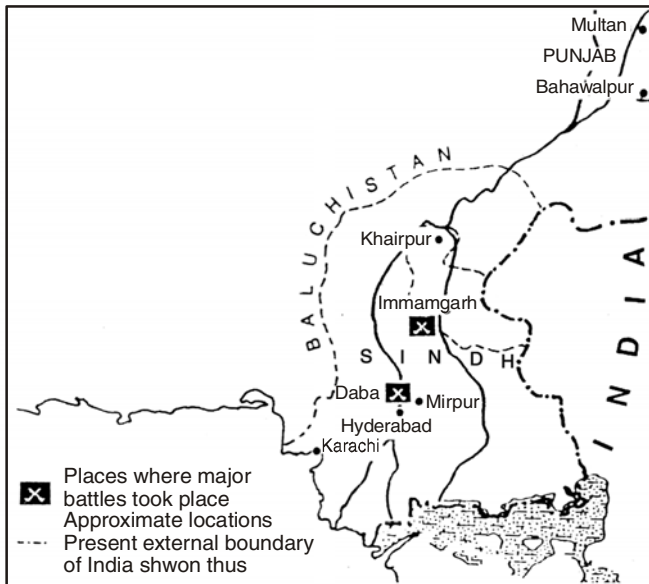 Multan
PUNJAB
Bahawalpur
BALUCHISTAN
Khairpur
Immamgarh
INDIA
SINDH
Daba
Mirpur
Hyderabad
Karachi
Places where major
battles took place
Approximate locations
Present external boundary
of India shwon thus